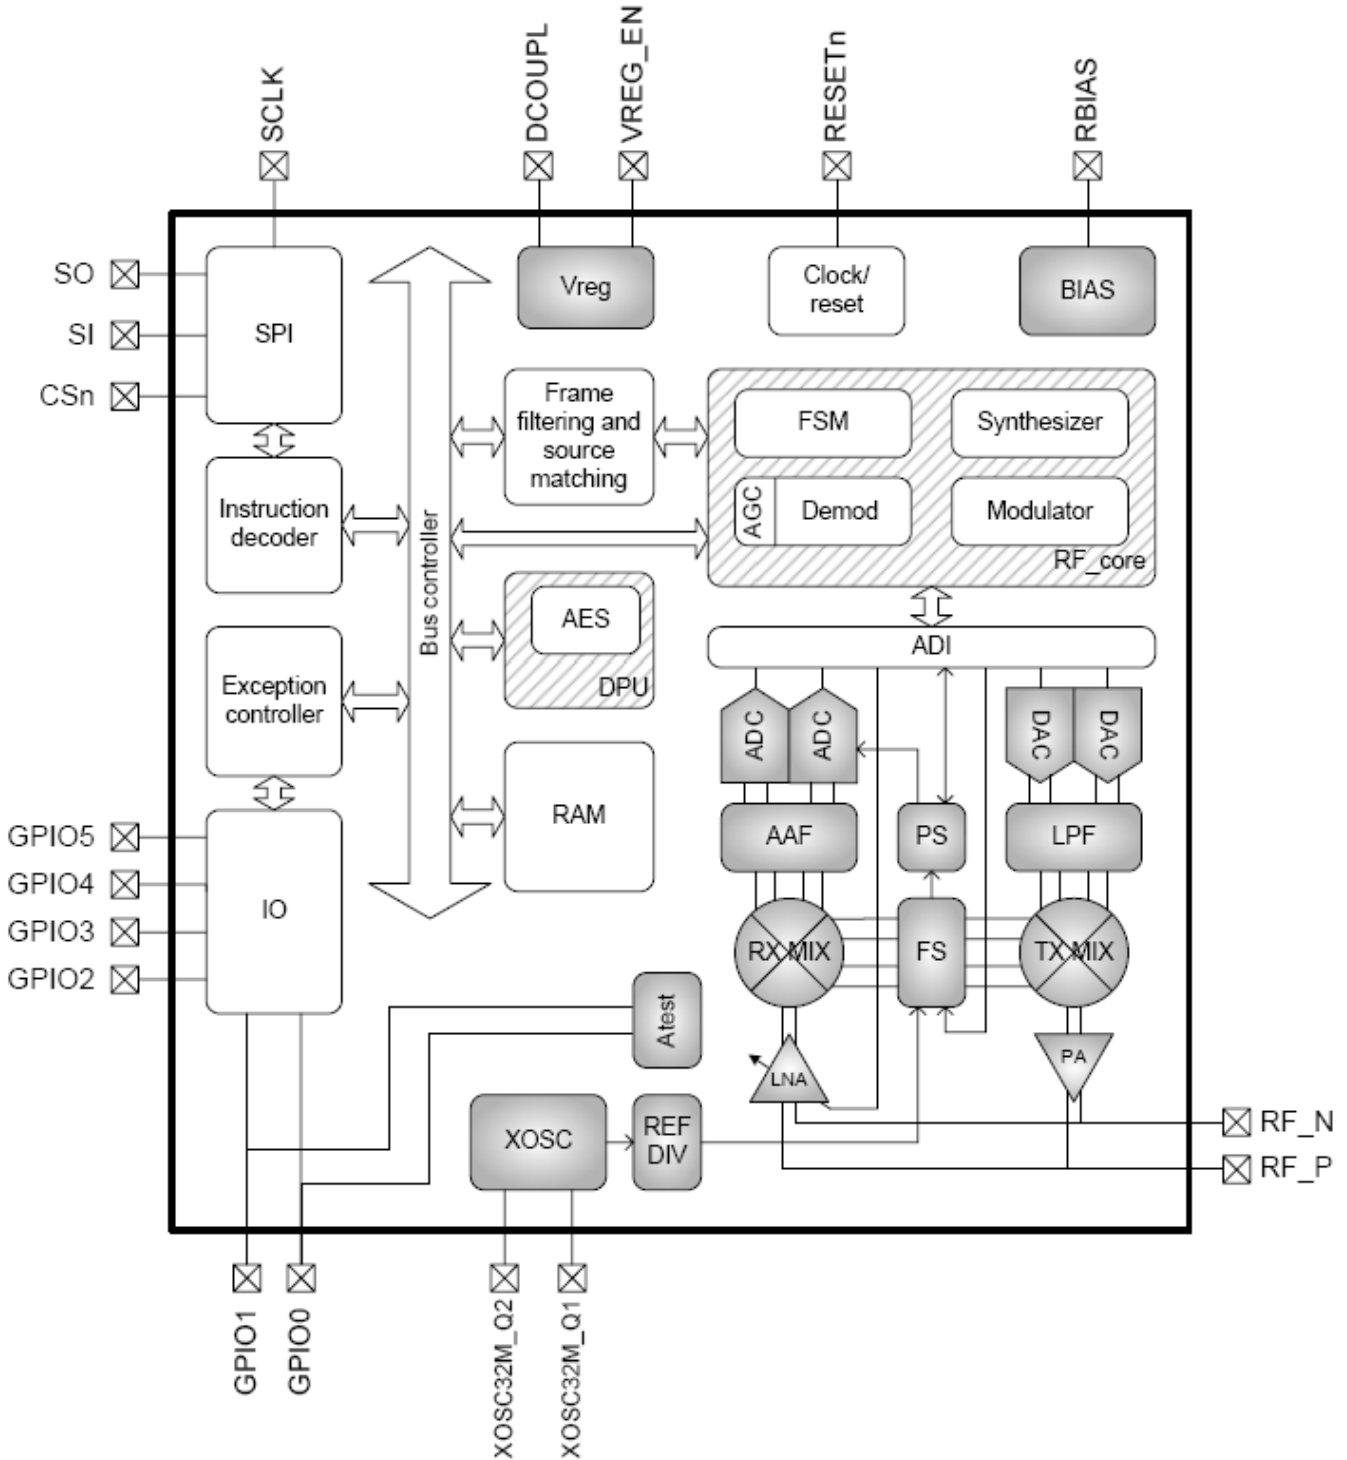 SCLK
DCOUPL
VREG_EN
RESETn
RBIAS
SO
SI
CSn
SPI
Vreg
Clock/
reset
BIAS
Frame
filtering and
source
matching
FSM
Synthesizer
AGC
Demod
Modulator
RF_core
Instruction
decoder
Bus controller
AES
DPU
ADI
Exception
controller
ADC
ADC
DAC
DAC
RAM
AAF
PS
LPF
GPIO5
GPIO4
GPIO3
GPIO2
IO
RX MIX
FS
TX MIX
Atest
LNA
PA
XOSC
REF
DIV
RF_N
RF_P
GPIO1
GPIO0
XOSC32M_Q2
XOSC32M_Q1